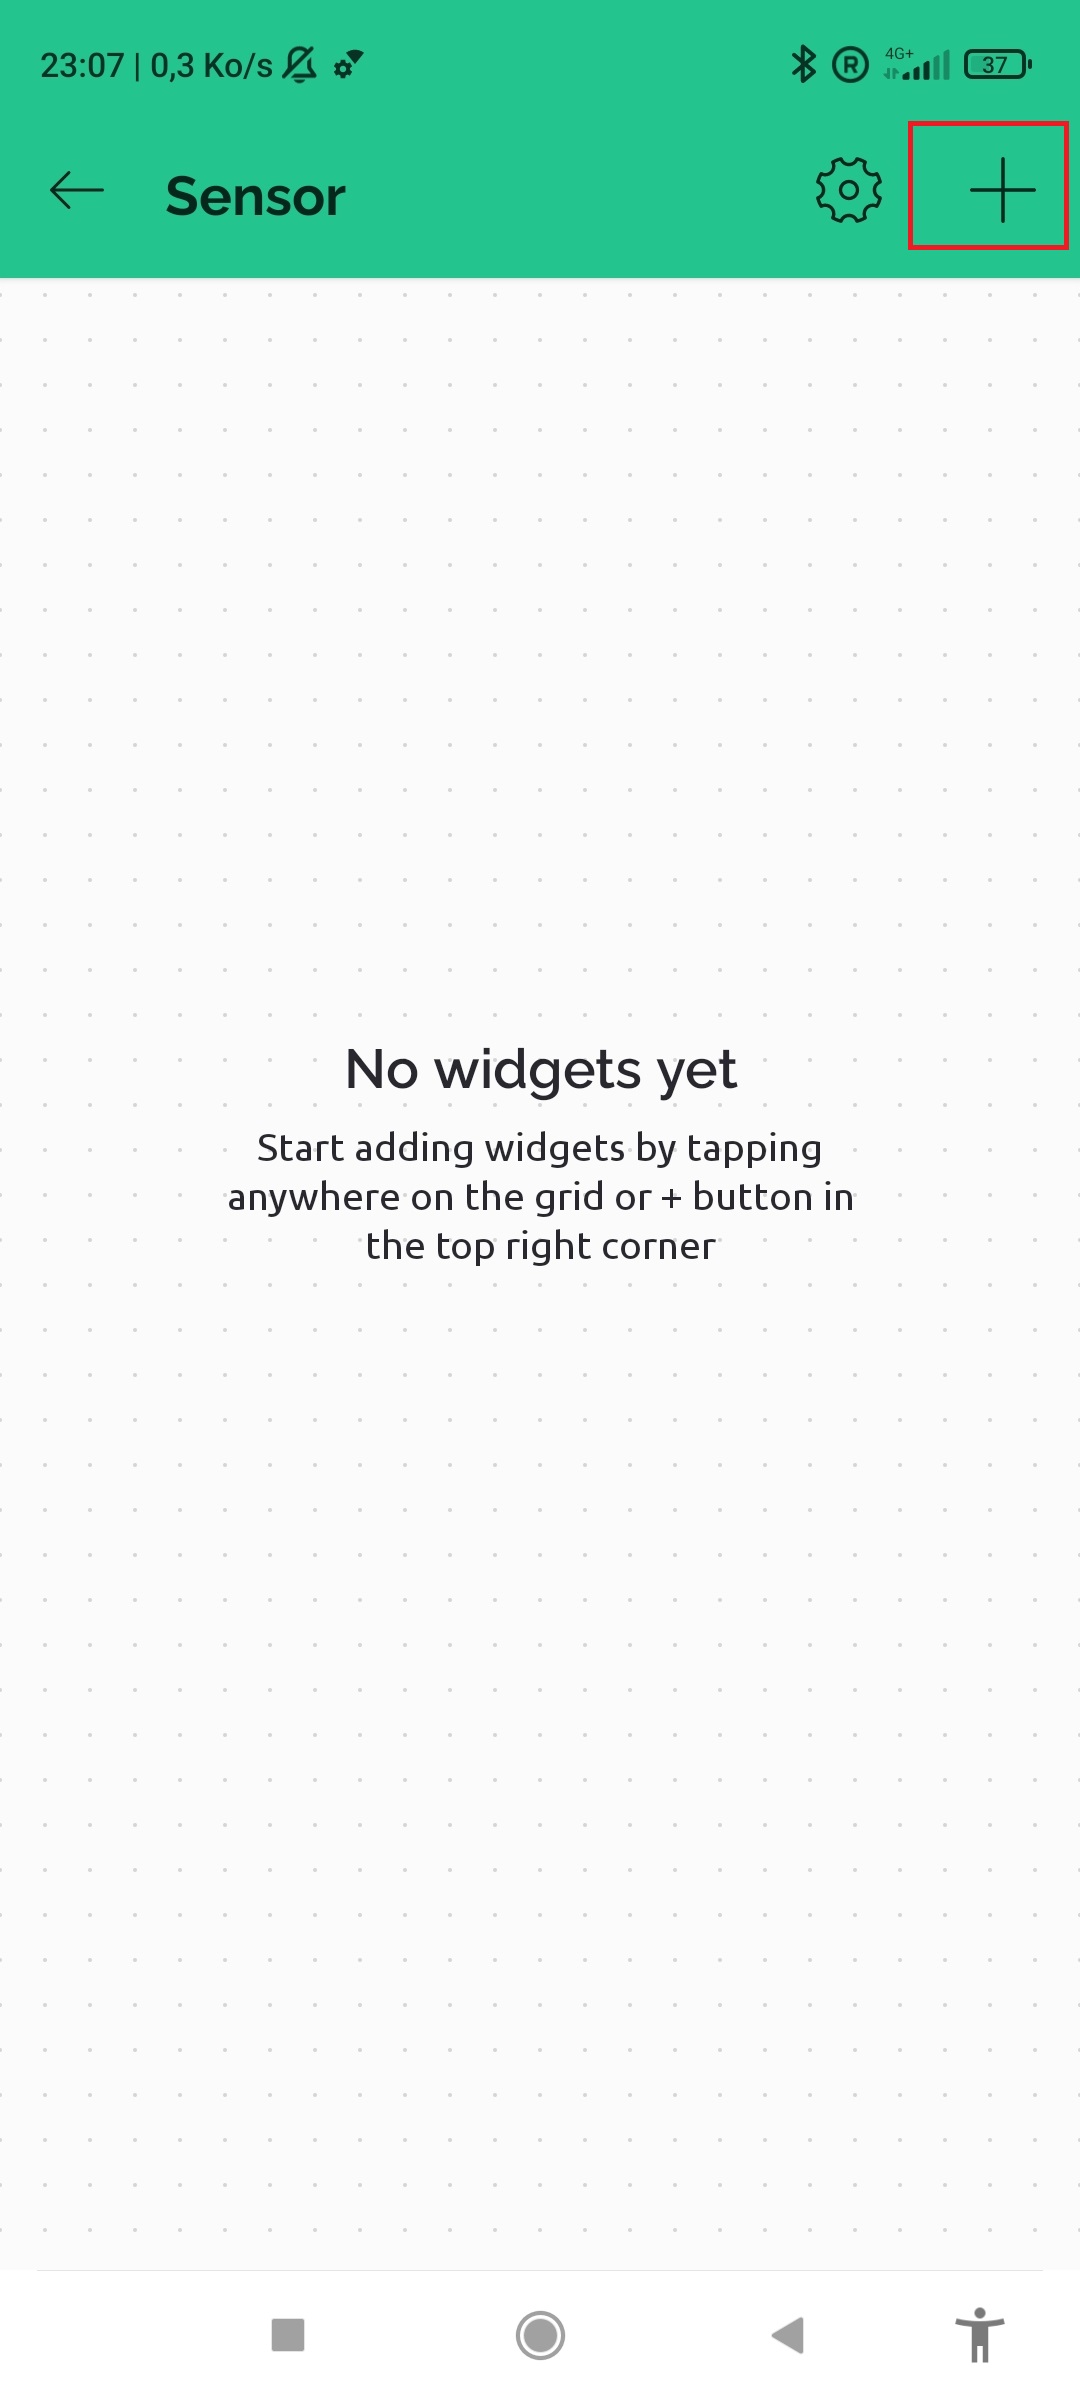 23:07 | 0,3 Ko/s R 4G+ 37
Sensor
No widgets yet
Start adding widgets by tapping
anywhere on the grid or + button in
the top right corner